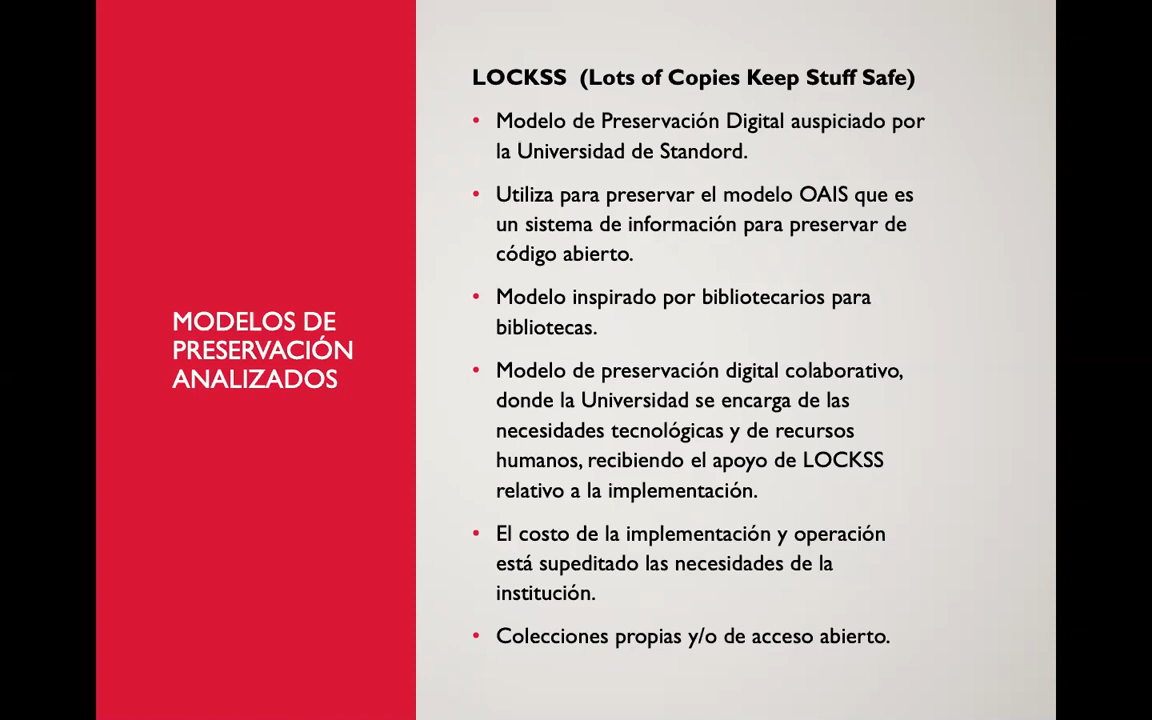 MODELOS DE
PRESERVACIÓN
ANALIZADOS
LOCKSS (Lots of Copies Keep Stuff Safe)
• Modelo de Preservación Digital auspiciado por
la Universidad de Standord.
• Utiliza para preservar el modelo OAIS que es
un sistema de información para preservar de
código abierto.
• Modelo inspirado por bibliotecarios para
bibliotecas.
• Modelo de preservación digital colaborativo,
donde la Universidad se encarga de las
necesidades tecnológicas y de recursos
humanos, recibiendo el apoyo de LOCKSS
relativo a la implementación.
• El costo de la implementación y operación
está supeditado las necesidades de la
institución.
• Colecciones propias y/o de acceso abierto.